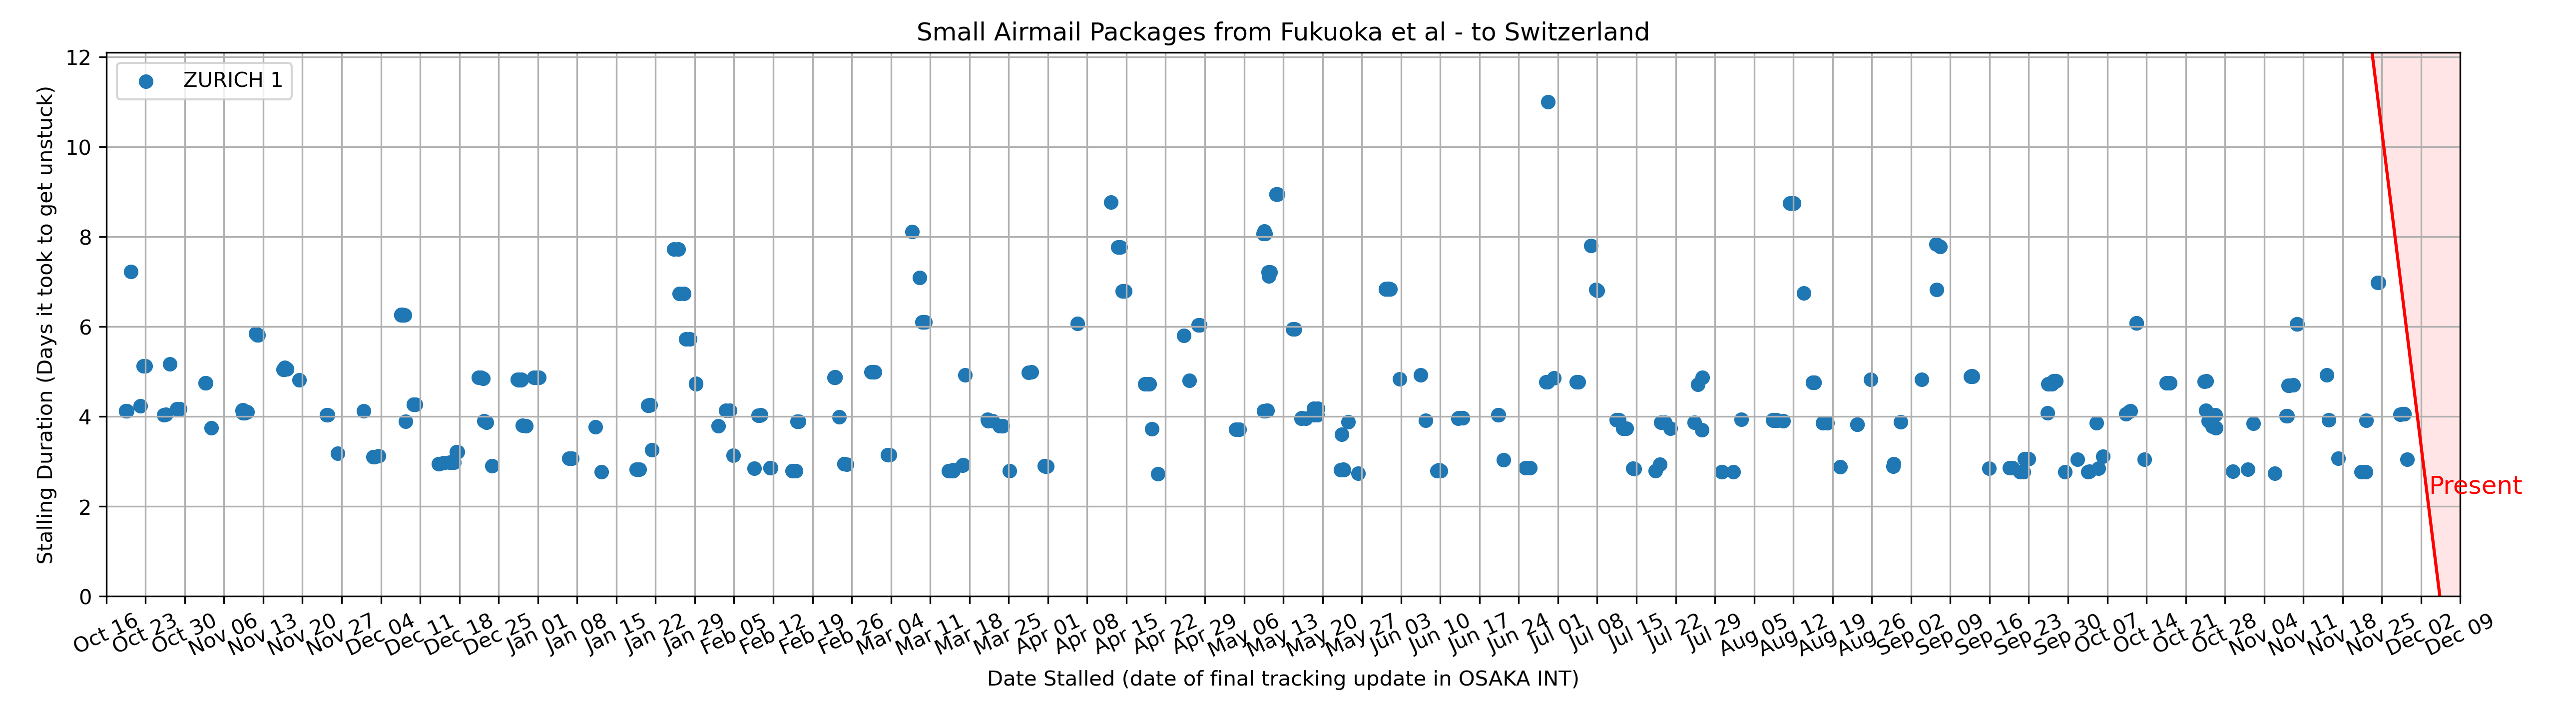 Small Airmail Packages from Fukuoka et al - to Switzerland
ZURICH 1
Stalling Duration (Days it took to get unstuck)
12
10
8
6
4
2
0
Present
Oct 16 Oct 23 Oct 30 Nov 06 Nov 13 Nov 20 Nov 27 Dec 04 Dec 11 Dec 18 Dec 25 Jan 01 Jan 08 Jan 15 Jan 22 Jan 29 Feb 05 Feb 12 Feb 19 Feb 26 Mar 04 Mar 11 Mar 18 Mar 25 Apr 01 Apr 08 Apr 15 Apr 22 Apr 29 May 06 May 13 May 20 May 27 Jun 03 Jun 10 Jun 17 Jun 24 Jul 01 Jul 08 Jul 15 Jul 22 Jul 29 Aug 05 Aug 12 Aug 19 Aug 26 Sep 02 Sep 09 Sep 16 Sep 23 Sep 30 Oct 07 Oct 14 Oct 21 Oct 28 Nov 04 Nov 11 Nov 18 Nov 25 Dec 02 Dec 09
Date Stalled (date of final tracking update in OSAKA INT)